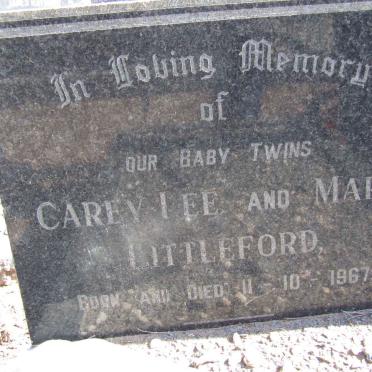 In Loving Memory
of
OUR BABY TWINS
CAREY LEE AND
LITTLEFORD.
BORN AND DIED 11 - 10 - 1967